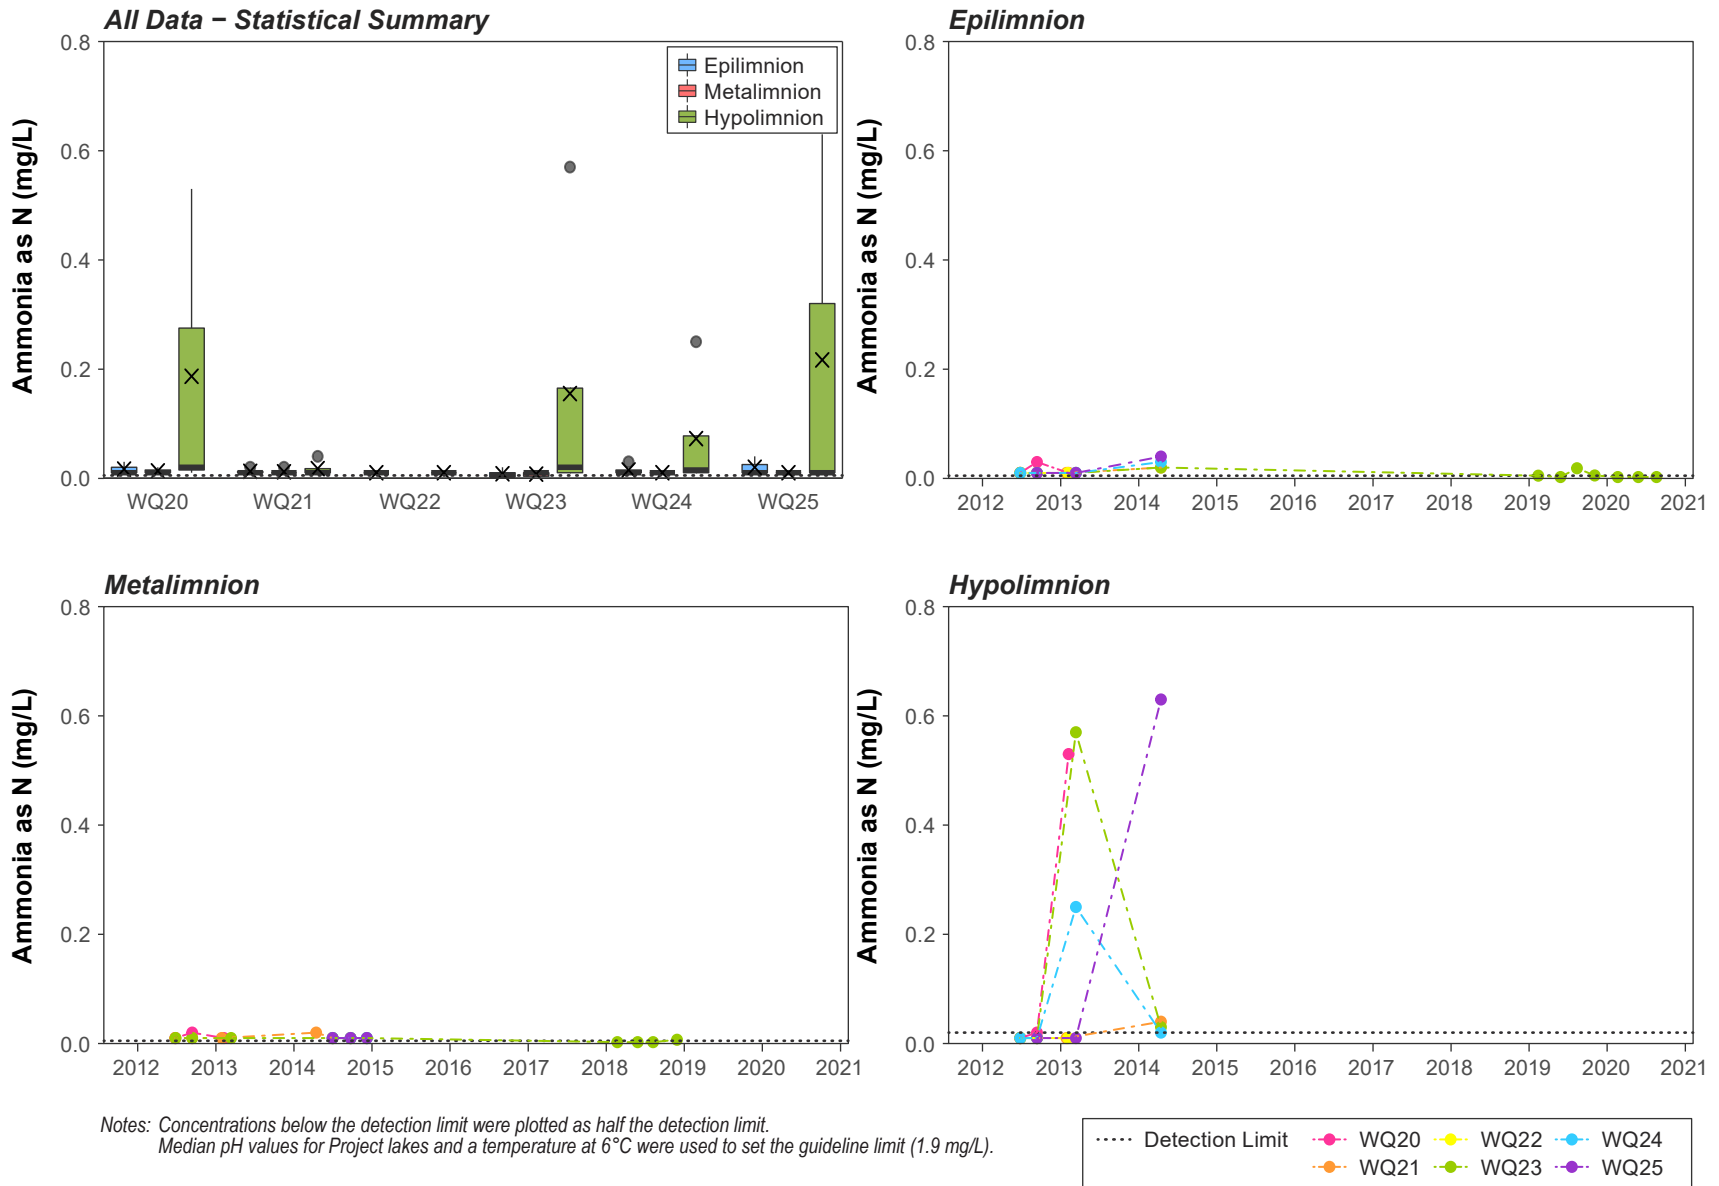 All Data − Statistical Summary
Ammonia as N (mg/L)
0.8
0.6
0.4
0.2
0.0
WQ20 WQ21 WQ22 WQ23 WQ24 WQ25
Epilimnion
Metalimnion
Hypolimnion
Epilimnion
Ammonia as N (mg/L)
0.8
0.6
0.4
0.2
0.0
2012 2013 2014 2015 2016 2017 2018 2019 2020 2021
Metalimnion
Ammonia as N (mg/L)
0.8
0.6
0.4
0.2
0.0
2012 2013 2014 2015 2016 2017 2018 2019 2020 2021
Hypolimnion
Ammonia as N (mg/L)
0.8
0.6
0.4
0.2
0.0
2012 2013 2014 2015 2016 2017 2018 2019 2020 2021
Notes: Concentrations below the detection limit were plotted as half the detection limit.
Median pH values for Project lakes and a temperature at 6°C were used to set the guideline limit (1.9 mg/L).
Detection Limit WQ20 WQ22 WQ24
WQ21 WQ23 WQ25